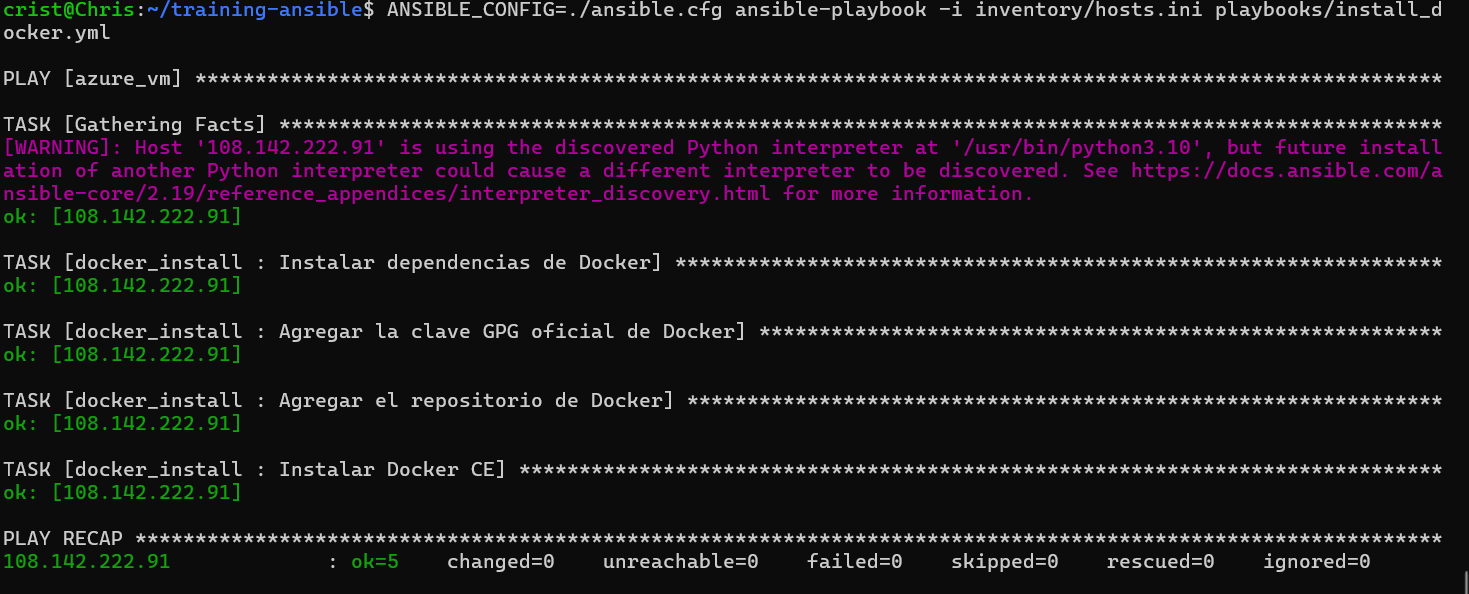 crist@Chris:~/training-ansible$ ANSIBLE_CONFIG=./ansible.cfg ansible-playbook -i inventory/hosts.ini playbooks/install_d
ocker.yml
PLAY [azure_vm] ********************************************************************************************************
TASK [Gathering Facts] *************************************************************************************************
[WARNING]: Host '108.142.222.91' is using the discovered Python interpreter at '/usr/bin/python3.10', but future install
ation of another Python interpreter could cause a different interpreter to be discovered. See https://docs.ansible.com/a
nsible-core/2.19/reference_appendices/interpreter_discovery.html for more information.
ok: [108.142.222.91]
TASK [docker_install : Instalar dependencias de Docker] ****************************************************************
ok: [108.142.222.91]
TASK [docker_install : Agregar la clave GPG oficial de Docker] *********************************************************
ok: [108.142.222.91]
TASK [docker_install : Agregar el repositorio de Docker] ***************************************************************
ok: [108.142.222.91]
TASK [docker_install : Instalar Docker CE] *****************************************************************************
ok: [108.142.222.91]
PLAY RECAP *************************************************************************************************************
108.142.222.91             : ok=5    changed=0    unreachable=0    failed=0    skipped=0    rescued=0    ignored=0